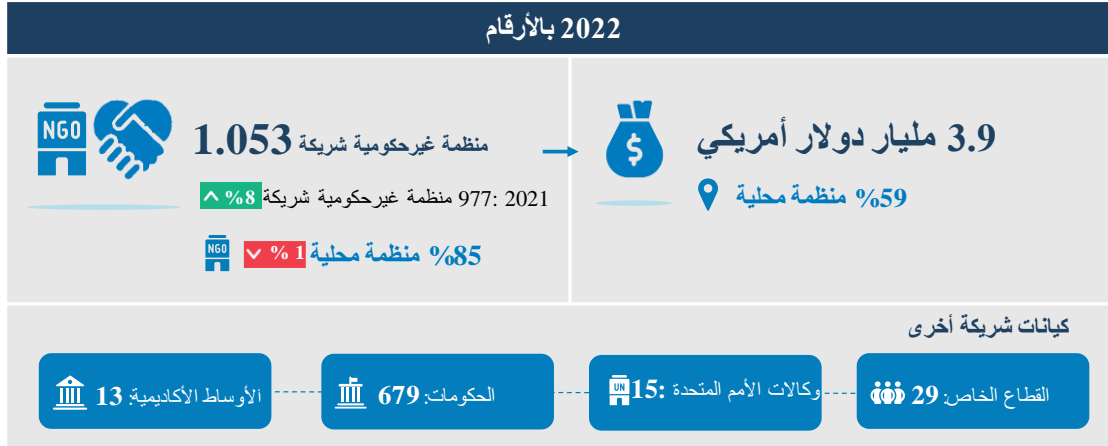 2022 بالأرقام
NGO
1.053 منظمة غيرحكومية شريكة
2021 :977 منظمة غيرحكومية شريكة %8
%85 منظمة محلية % 1
NGO
$
3.9 مليار دولار أمريكي
%59 منظمة محلية
كيانات شريكة أخرى
القطاع الخاص: 29
وكالات الأمم المتحدة :15
UN
الحكومات: 679
الأوساط الأكاديمية: 13